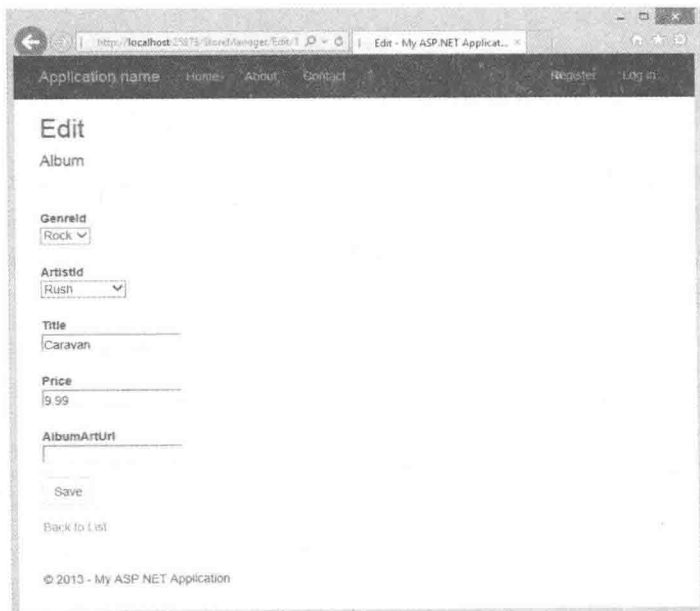 http://localhost:25873/StoreManager/Edit/1
Edit - My ASP.NET Applicat...
Application name Home About Contact Register Log in
Edit
Album
GenreId
Rock
ArtistId
Rush
Title
Caravan
Price
9.99
AlbumArtUrl
Save
Back to List
© 2013 - My ASP.NET Application